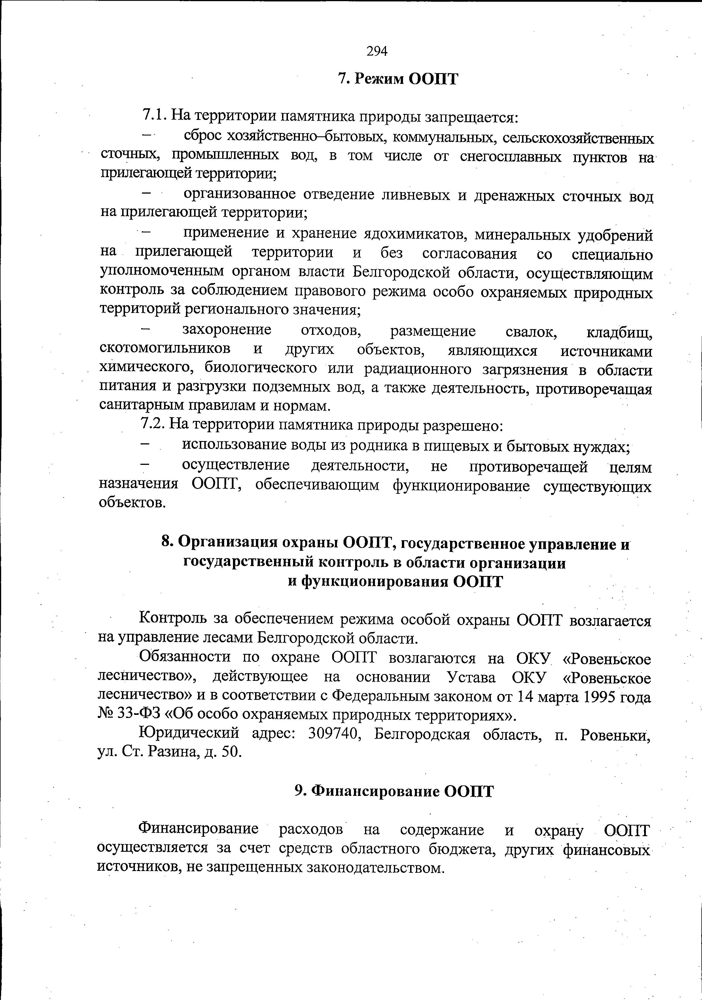 294
7. Режим ООПТ
7.1. На территории памятника природы запрещается:
– сброс хозяйственно–бытовых, коммунальных, сельскохозяйственных
сточных, промышленных вод, в том числе от снегосплавных пунктов на
прилегающей территории;
– организованное отведение ливневых и дренажных сточных вод
на прилегающей территории;
– применение и хранение ядохимикатов, минеральных удобрений
на прилегающей территории и без согласования со специально
уполномоченным органом власти Белгородской области, осуществляющим
контроль за соблюдением правового режима особо охраняемых природных
территорий регионального значения;
– захоронение отходов, размещение свалок, кладбищ,
скотомогильников и других объектов, являющихся источниками
химического, биологического или радиационного загрязнения в области
питания и разгрузки подземных вод, а также деятельность, противоречащая
санитарным правилам и нормам.
7.2. На территории памятника природы разрешено:
– использование воды из родника в пищевых и бытовых нуждах;
– осуществление деятельности, не противоречащей целям
назначения ООПТ, обеспечивающим функционирование существующих
объектов.
8. Организация охраны ООПТ, государственное управление и
государственный контроль в области организации
и функционирования ООПТ
Контроль за обеспечением режима особой охраны ООПТ возлагается
на управление лесами Белгородской области.
Обязанности по охране ООПТ возлагаются на ОКУ «Ровеньское
лесничество», действующее на основании Устава ОКУ «Ровеньское
лесничество» и в соответствии с Федеральным законом от 14 марта 1995 года
№ 33-ФЗ «Об особо охраняемых природных территориях».
Юридический адрес: 309740, Белгородская область, п. Ровеньки,
ул. Ст. Разина, д. 50.
9. Финансирование ООПТ
Финансирование расходов на содержание и охрану ООПТ
осуществляется за счет средств областного бюджета, других финансовых
источников, не запрещенных законодательством.